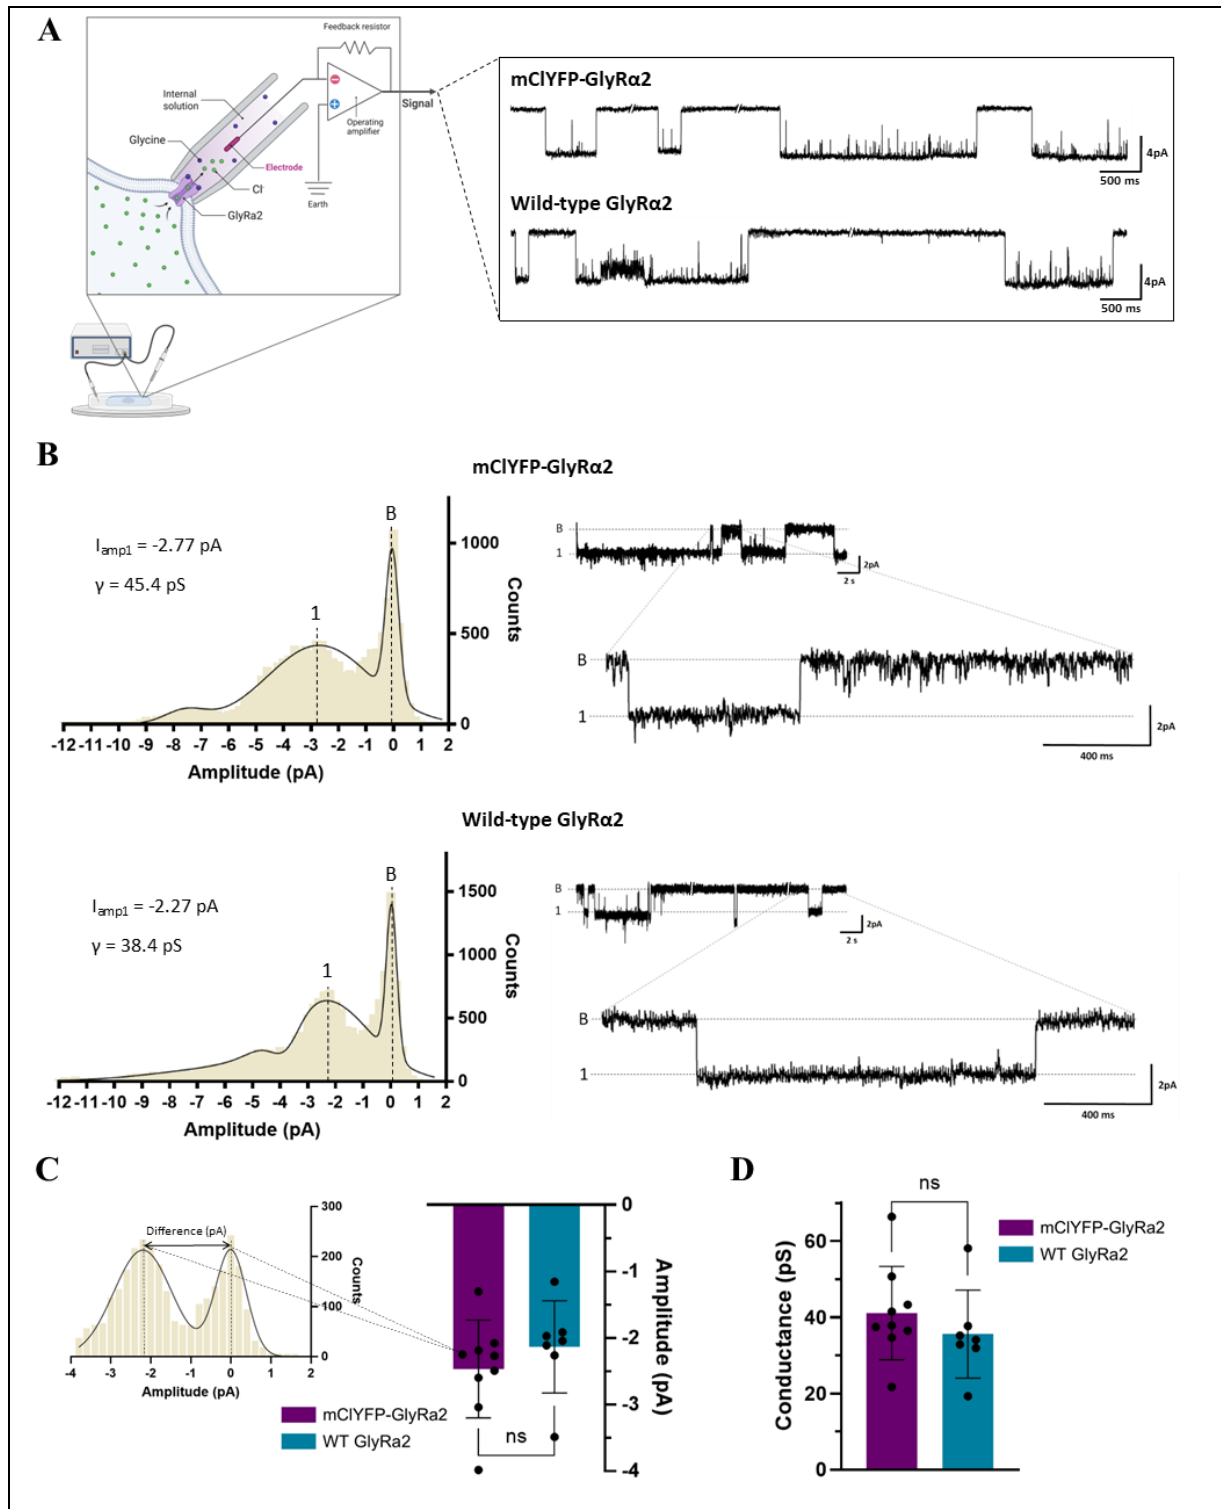 A
Feedback resistor
Internal
solution
Glycine
Electrode
Cl-
GlyRa2
Operating
amplifier
Signal
Earth
mClYFP-GlyRα2
4pA
500 ms
Wild-type GlyRα2
4pA
500 ms
B
mClYFP-GlyRα2
Iamp1 = -2.77 pA
γ = 45.4 pS
1
B
1000
500
0
Counts
-12 -11 -10 -9 -8 -7 -6 -5 -4 -3 -2 -1 0 1 2
Amplitude (pA)
B
1
2pA
2 s
B
1
2pA
400 ms
Wild-type GlyRα2
Iamp1 = -2.27 pA
γ = 38.4 pS
1
B
1500
1000
500
0
Counts
-12 -11 -10 -9 -8 -7 -6 -5 -4 -3 -2 -1 0 1 2
Amplitude (pA)
B
1
2pA
2 s
B
1
2pA
400 ms
C
Difference (pA)
300
200
100
0
Counts
-4 -3 -2 -1 0 1 2
Amplitude (pA)
mClYFP-GlyRa2
WT GlyRa2
0
-1
-2
-3
-4
Amplitude (pA)
ns
D
ns
60
40
20
0
Conductance (pS)
mClYFP-GlyRa2
WT GlyRa2